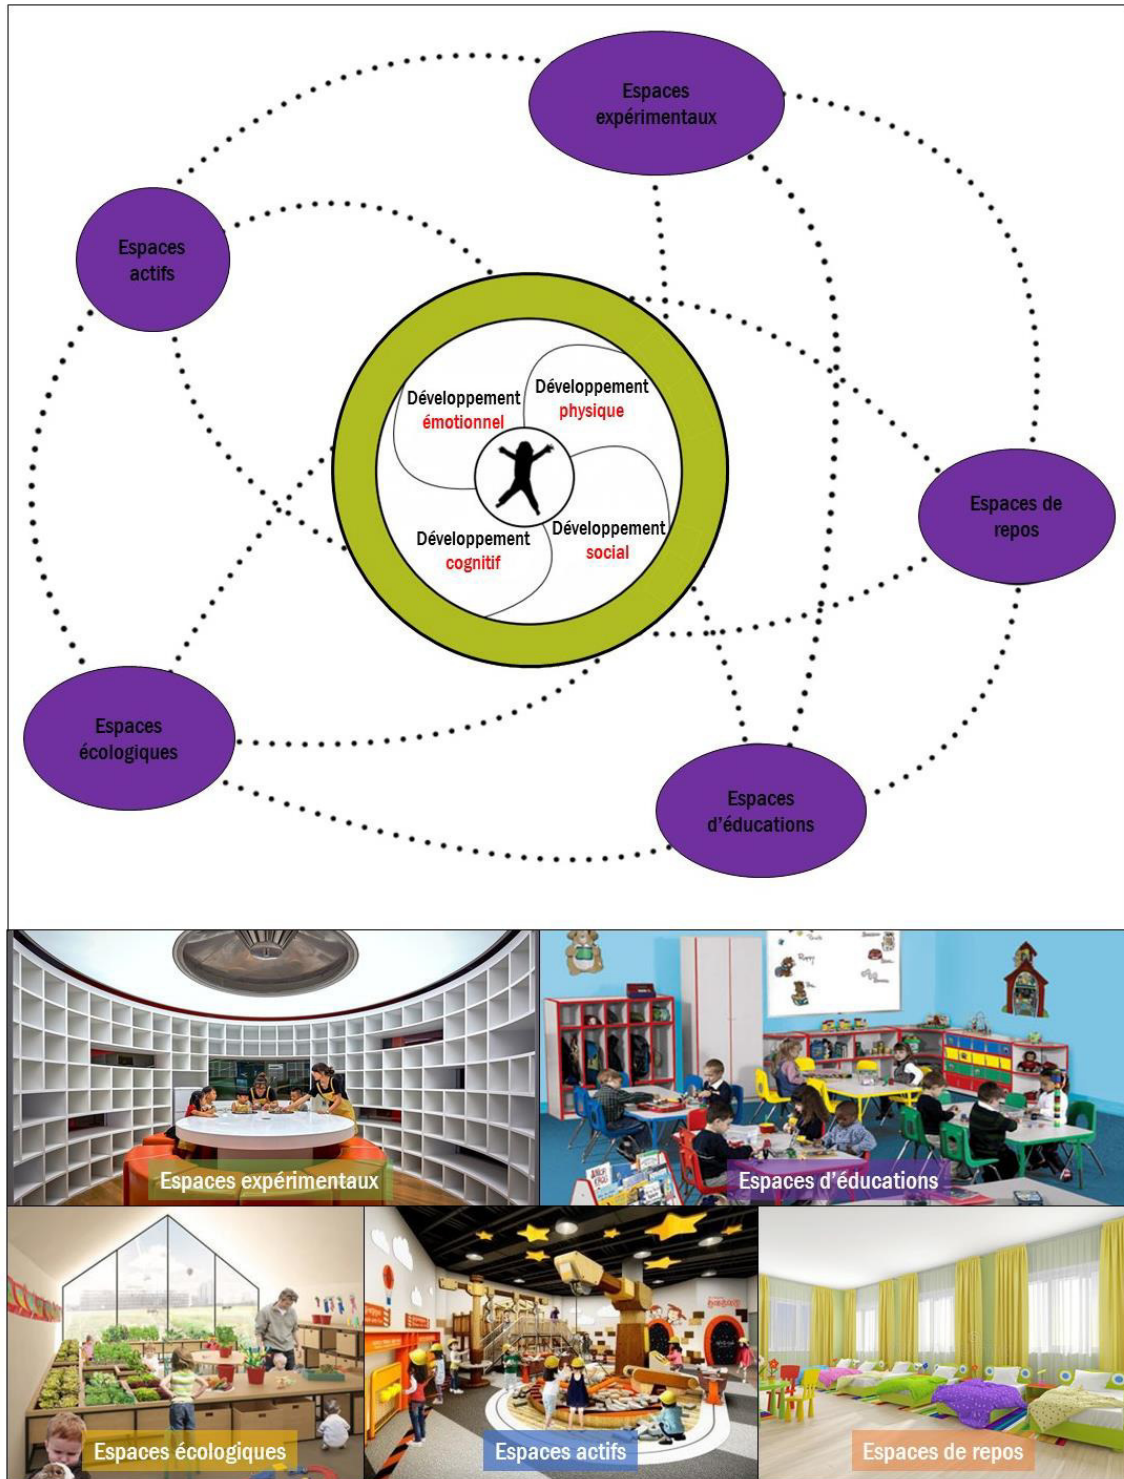 Espaces
expérimentaux
Espaces
actifs
Développement
émotionnel
Développement
physique
Développement
cognitif
Développement
social
Espaces de
repos
Espaces
écologiques
Espaces
d'éducations
Espaces expérimentaux
Espaces d'éducations
Espaces écologiques
Espaces actifs
Espaces de repos